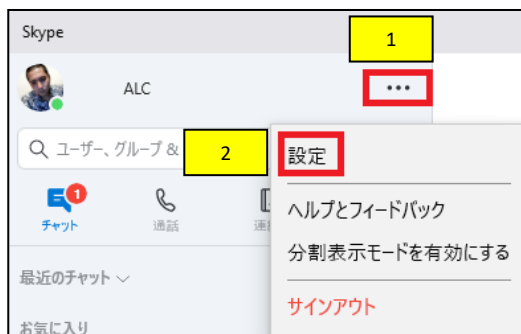 Skype
1
ALC
ユーザー、グループ &
2
設定
チャット
1
通話
ヘルプとフィードバック
分割表示モードを有効にする
最近のチャット
サインアウト
お気に入り